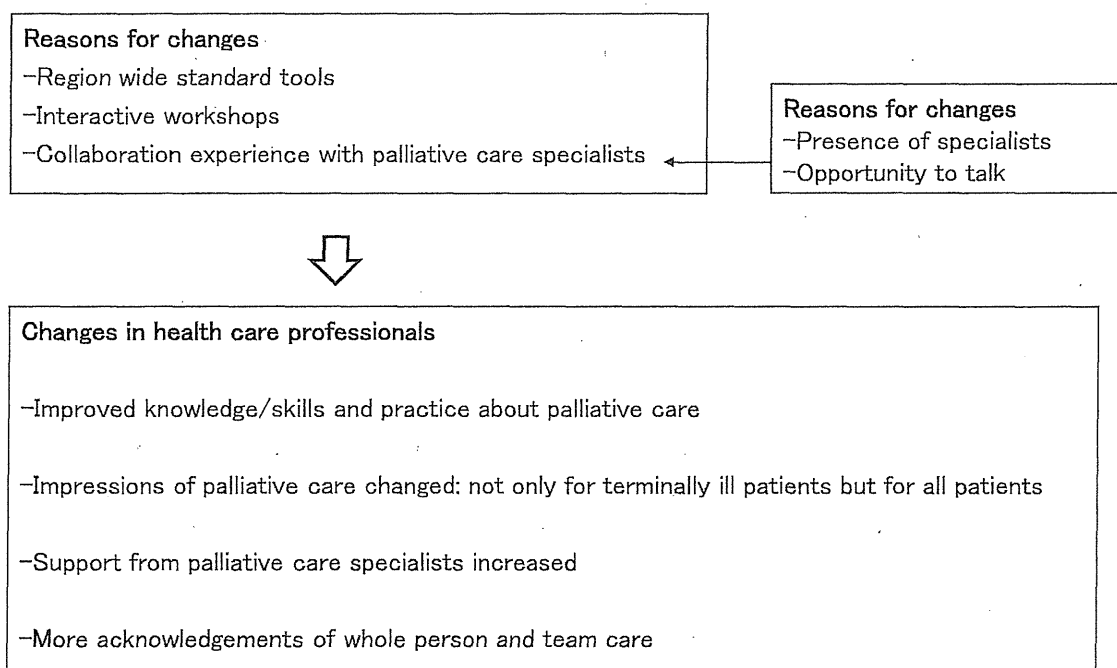 Reasons for changes
-Region wide standard tools
-Interactive workshops
-Collaboration experience with palliative care specialists
Reasons for changes
-Presence of specialists
-Opportunity to talk
Changes in health care professionals
-Improved knowledge/skills and practice about palliative care
-Impressions of palliative care changed: not only for terminally ill patients but for all patients
-Support from palliative care specialists increased
-More acknowledgements of whole person and team care